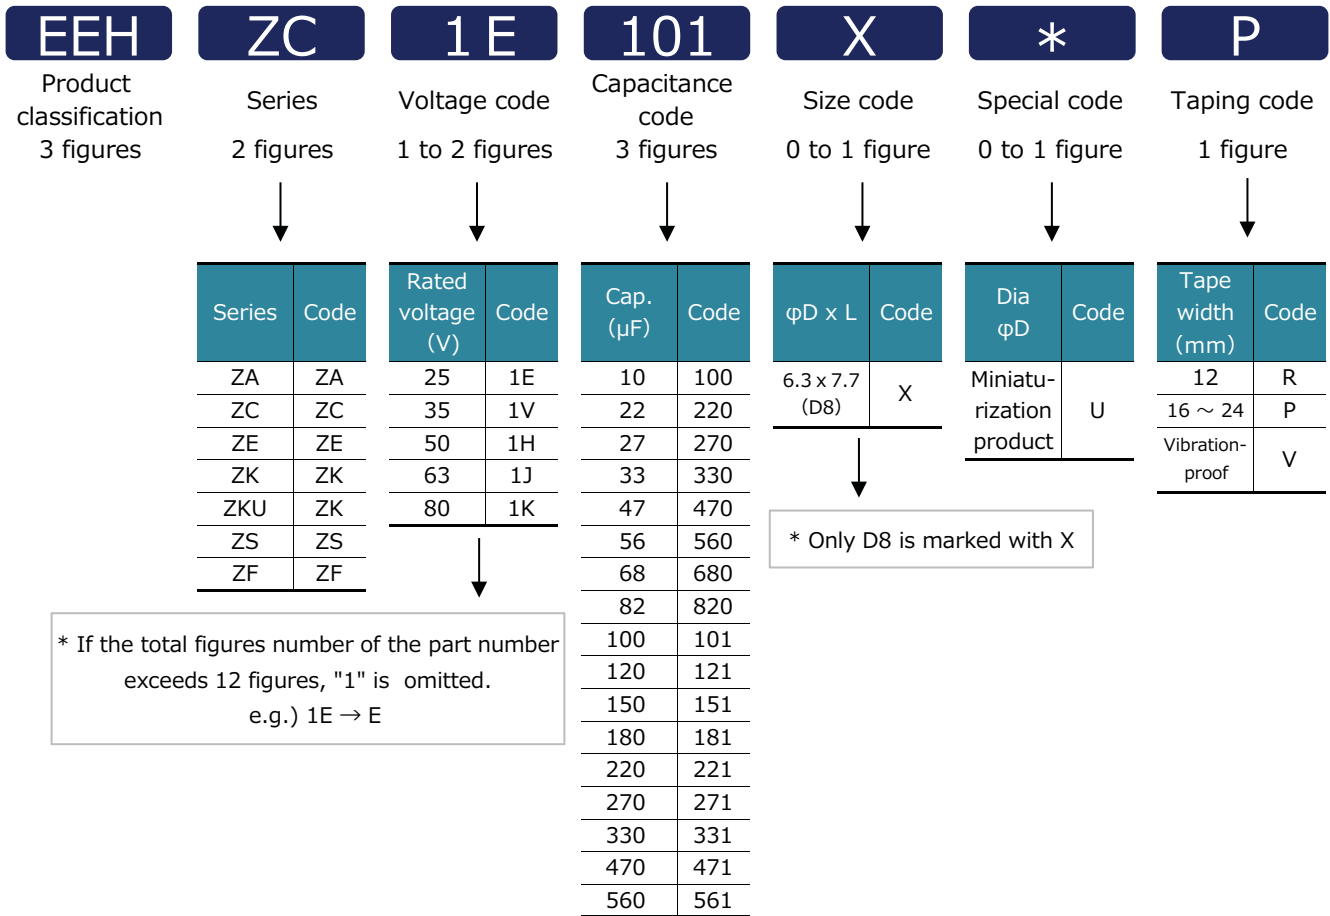 EEH ZC 1E 101 X * P
Product classification
3 figures
Series
2 figures
Voltage code
1 to 2 figures
Capacitance code
3 figures
Size code
0 to 1 figure
Special code
0 to 1 figure
Taping code
1 figure
Series Code
ZA ZA
ZC ZC
ZE ZE
ZK ZK
ZKU ZK
ZS ZS
ZF ZF
Rated voltage (V) Code
25 1E
35 1V
50 1H
63 1J
80 1K
* If the total figures number of the part number
exceeds 12 figures, "1" is omitted.
e.g.) 1E → E
Cap. (μF) Code
10 100
22 220
27 270
33 330
47 470
56 560
68 680
82 820
100 101
120 121
150 151
180 181
220 221
270 271
330 331
470 471
560 561
φD x L Code
6.3 x 7.7 (D8) X
* Only D8 is marked with X
Dia φD Code
Miniatu-
rization
product U
Tape width (mm) Code
12 R
16 ～ 24 P
Vibration-
proof V